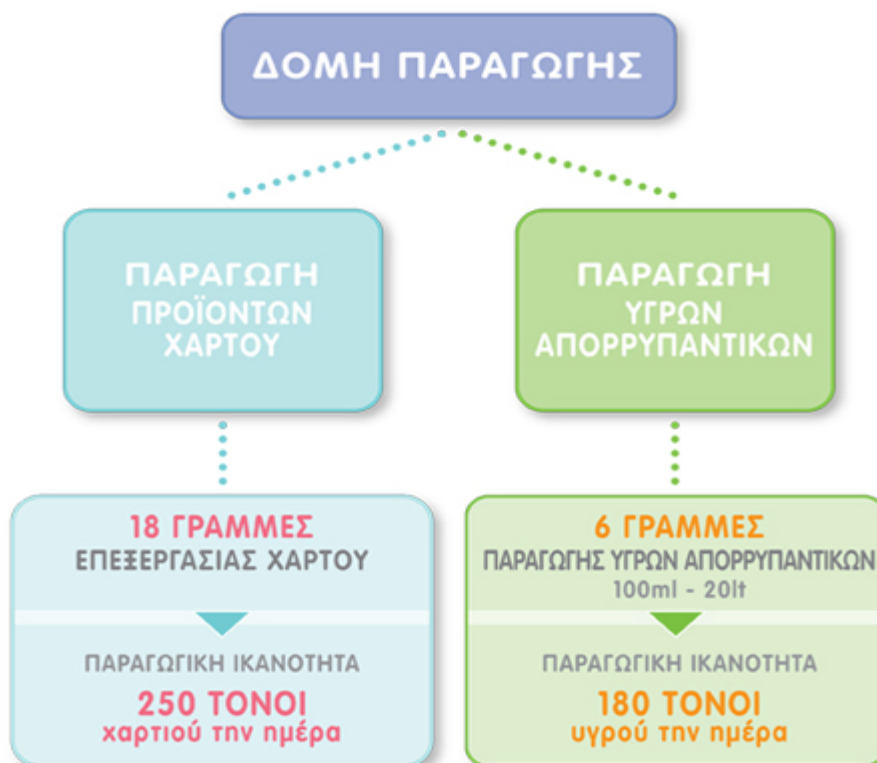 ΔΟΜΗ ΠΑΡΑΓΩΓΗΣ
ΠΑΡΑΓΩΓΗ
ΠΡΟΪΟΝΤΩΝ
ΧΑΡΤΟΥ
18 ΓΡΑΜΜΕΣ
ΕΠΕΞΕΡΓΑΣΙΑΣ ΧΑΡΤΟΥ
ΠΑΡΑΓΩΓΙΚΗ ΙΚΑΝΟΤΗΤΑ
250 ΤΟΝΟΙ
χαρτιού την ημέρα
ΠΑΡΑΓΩΓΗ
ΥΓΡΩΝ
ΑΠΟΡΡΥΠΑΝΤΙΚΩΝ
6 ΓΡΑΜΜΕΣ
ΠΑΡΑΓΩΓΗΣ ΥΓΡΩΝ ΑΠΟΡΡΥΠΑΝΤΙΚΩΝ
100ml - 20lt
ΠΑΡΑΓΩΓΙΚΗ ΙΚΑΝΟΤΗΤΑ
180 ΤΟΝΟΙ
υγρού την ημέρα